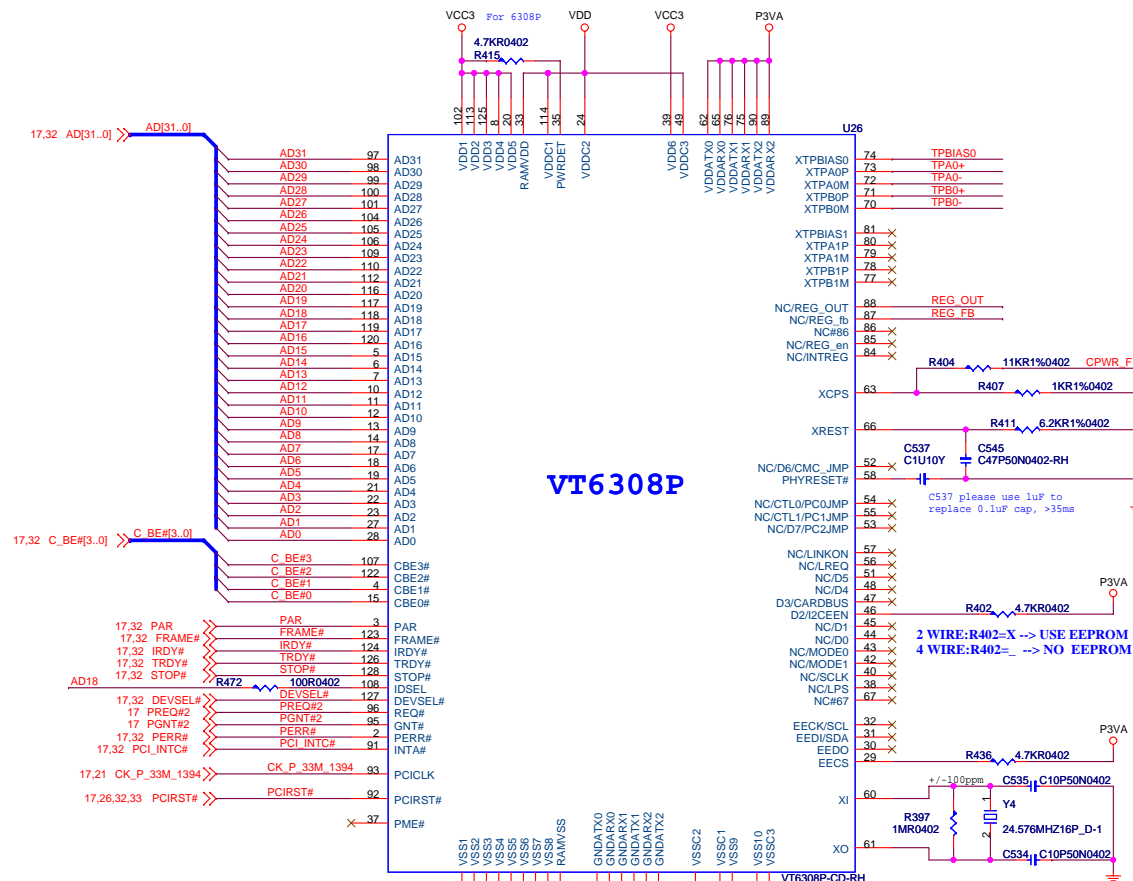 VCC3 For 6308P VDD VCC3 P3VA
4.7KR0402
R415
102 113 125 8 20 33 114 35 24 39 49 62 65 76 75 90 89
U26
VDD1 VDD2 VDD3 VDD4 VDD5 RAMVDD VDDC1 PWRDET VDDC2 VDD6 VDDC3 VDDATX0 VDDARX0 VDDATX1 VDDARX1 VDDATX2 VDDARX2
17,32 AD[31..0] AD[31..0]
AD31 97 AD31
AD30 98 AD30
AD29 99 AD29
AD28 100 AD28
AD27 101 AD27
AD26 104 AD26
AD25 105 AD25
AD24 106 AD24
AD23 109 AD23
AD22 110 AD22
AD21 112 AD21
AD20 116 AD20
AD19 117 AD19
AD18 118 AD18
AD17 119 AD17
AD16 120 AD16
AD15 5 AD15
AD14 6 AD14
AD13 7 AD13
AD12 10 AD12
AD11 11 AD11
AD10 12 AD10
AD9 13 AD9
AD8 14 AD8
AD7 17 AD7
AD6 18 AD6
AD5 19 AD5
AD4 21 AD4
AD3 22 AD3
AD2 23 AD2
AD1 27 AD1
AD0 28 AD0
17,32 C_BE#[3..0] C_BE#[3..0]
C_BE#3 107 CBE3#
C_BE#2 122 CBE2#
C_BE#1 4 CBE1#
C_BE#0 15 CBE0#
17,32 PAR PAR 3 PAR
17,32 FRAME# FRAME# 123 FRAME#
17,32 IRDY# IRDY# 124 IRDY#
17,32 TRDY# TRDY# 126 TRDY#
17,32 STOP# STOP# 128 STOP#
AD18 R472 100R0402 108 IDSEL
17,32 DEVSEL# DEVSEL# 127 DEVSEL#
17 PREQ#2 PREQ#2 96 REQ#
17 PGNT#2 PGNT#2 95 GNT#
17,32 PERR# PERR# 2 PERR#
17,32 PCI_INTC# PCI_INTC# 91 INTA#
17,21 CK_P_33M_1394 CK_P_33M_1394 93 PCICLK
17,26,32,33 PCIRST# PCIRST# 92 PCIRST#
37 PME#
VT6308P
XTPBIAS0 74 TPBIAS0
XTPA0P 73 TPA0+
XTPA0M 72 TPA0-
XTPB0P 71 TPB0+
XTPB0M 70 TPB0-
XTPBIAS1 81
XTPA1P 80
XTPA1M 79
XTPB1P 78
XTPB1M 77
NC/REG_OUT 88 REG_OUT
NC/REG_fb 87 REG_FB
NC#86 86
NC/REG_en 85
NC/INTREG 84
R404 11KR1%0402 CPWR_F
R407 1KR1%0402
XCPS 63
R411 6.2KR1%0402
XREST 66
C537 C545
C1U10Y C47P50N0402-RH
NC/D6/CMC_JMP 52
PHYRESET# 58
C537 please use 1uF to
replace 0.1uF cap, >35ms
NC/CTL0/PC0JMP 54
NC/CTL1/PC1JMP 55
NC/D7/PC2JMP 53
NC/LINKON 57
NC/LREQ 56
NC/D5 51
NC/D4 48
D3/CARDBUS 47
D2/I2CEEN 46 R402 4.7KR0402 P3VA
NC/D1 45
NC/D0 44
NC/MODE0 43
NC/MODE1 42
NC/SCLK 40
NC/LPS 38
NC#67 67
2 WIRE:R402=X --> USE EEPROM
4 WIRE:R402=_ --> NO EEPROM
EECK/SCL 32
EEDI/SDA 31
EEDO 30
EECS 29 R436 4.7KR0402 P3VA
+/-100ppm C535 C10P50N0402
XI 60
R397 1 Y4
1MR0402 2 24.576MHZ16P_D-1
XO 61
C534 C10P50N0402
VSS1 VSS2 VSS3 VSS4 VSS5 VSS6 VSS7 VSS8 RAMVSS GNDATX0 GNDARX0 GNDARX1 GNDATX1 GNDARX2 GNDATX2 VSSC2 VSSC1 VSS9 VSS10 VSSC3
VT6308P-CD-RH